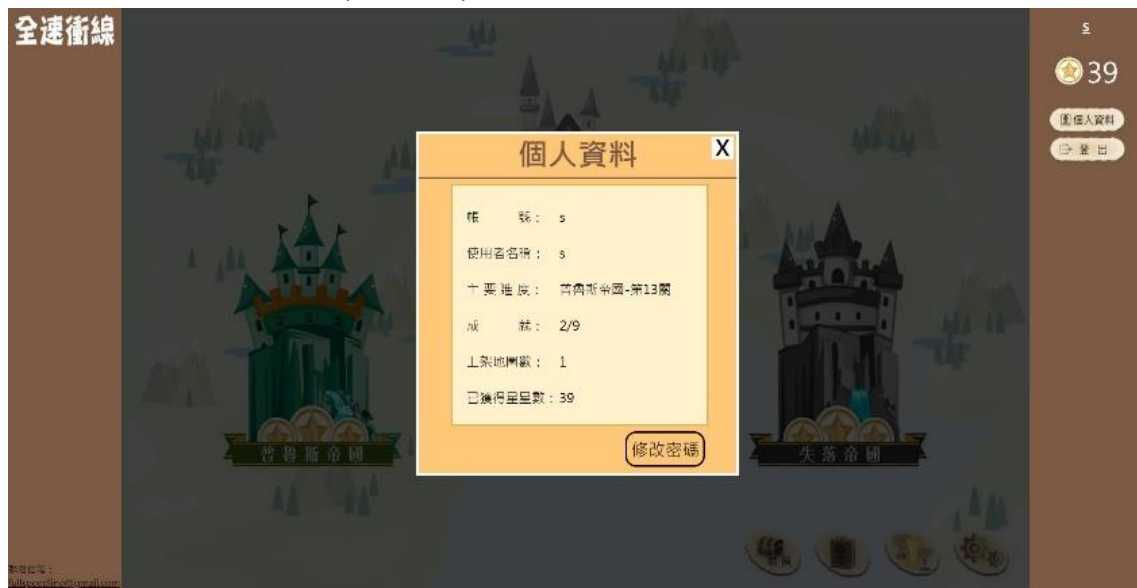 全速衝線
s
39
個人資料
登出
個人資料
X
帳 號： s
使用者名稱： s
主要進度： 普魯斯帝國-第13關
成 就： 2/9
上架地圖數： 1
已獲得星星數：39
修改密碼
普魯斯帝國
失落帝國